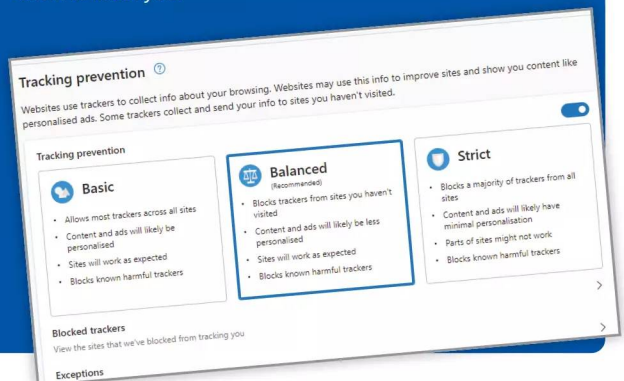 Tracking prevention
Websites use trackers to collect info about your browsing. Websites may use this info to improve sites and show you content like
personalised ads. Some trackers collect and send your info to sites you haven't visited.
Tracking prevention
Basic
• Allows most trackers across all sites
• Content and ads will likely be
personalised
• Sites will work as expected
• Blocks known harmful trackers
Balanced
(Recommended)
• Blocks trackers from sites you haven't
visited
• Content and ads will likely be less
personalised
• Sites will work as expected
• Blocks known harmful trackers
Strict
• Blocks a majority of trackers from all
sites
• Content and ads will likely have
minimal personalisation
• Parts of sites might not work
• Blocks known harmful trackers
Blocked trackers
View the sites that we've blocked from tracking you
Exceptions